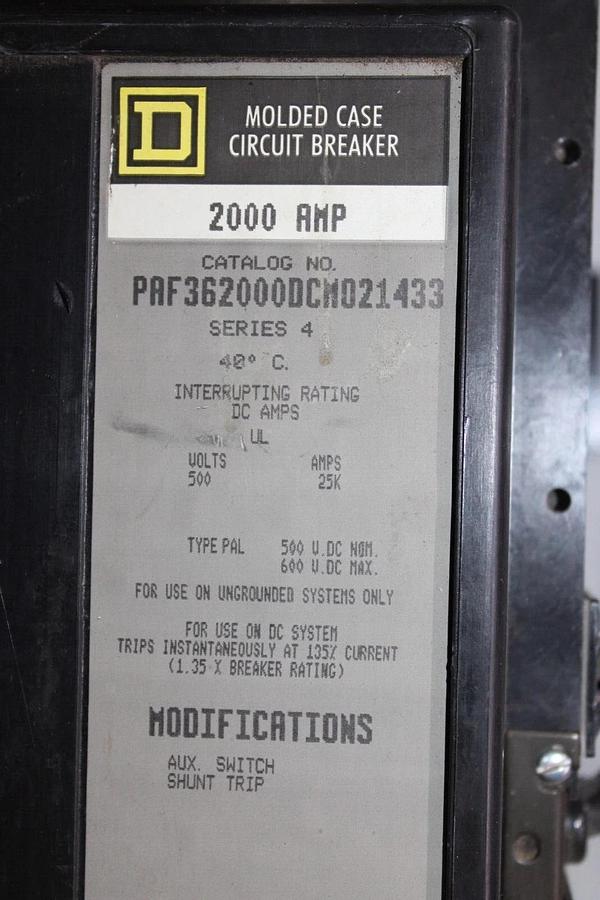 D
MOLDED CASE
CIRCUIT BREAKER
2000 AMP
CATALOG NO.
PAF362000DCMO21433
SERIES 4
40° C.
INTERRUPTING RATING
DC AMPS
UL
VOLTS AMPS
500 25K
TYPE PAL 500 V.DC NOM.
600 V.DC MAX.
FOR USE ON UNGROUNDED SYSTEMS ONLY
FOR USE ON DC SYSTEM
TRIPS INSTANTANEOUSLY AT 135% CURRENT
(1.35 X BREAKER RATING)
MODIFICATIONS
AUX. SWITCH
SHUNT TRIP